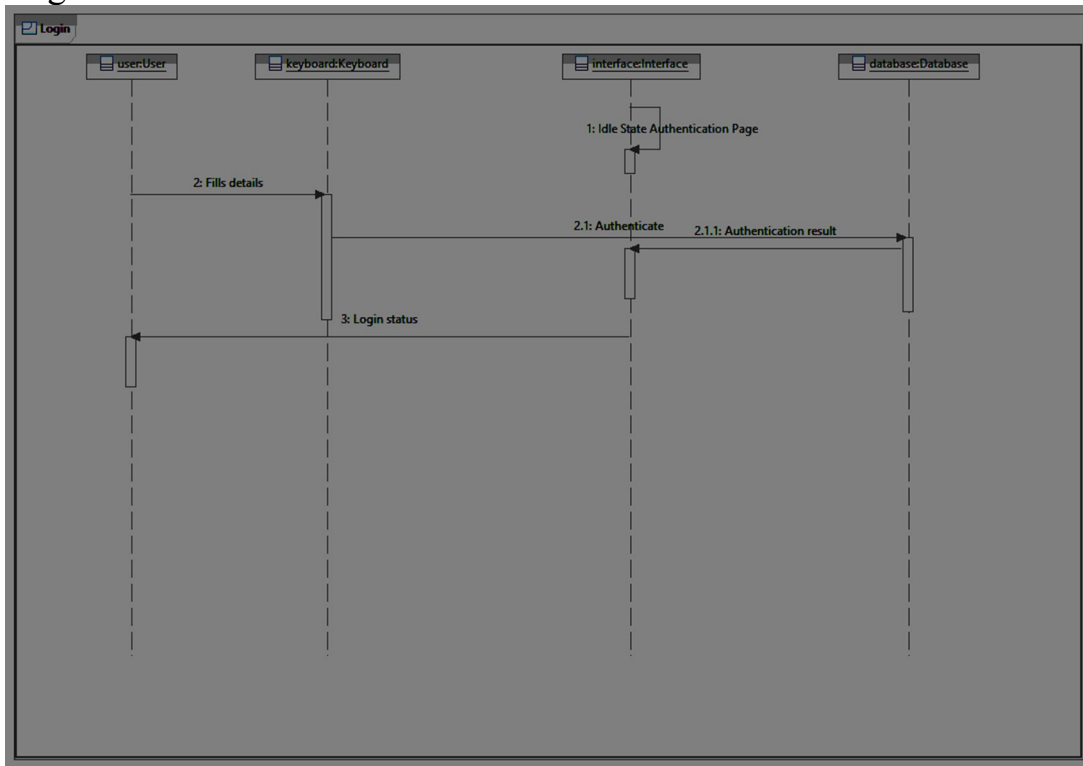 Login
user:User
keyboard:Keyboard
interface:Interface
database:Database
1: Idle State Authentication Page
2: Fills details
2.1: Authenticate
2.1.1: Authentication result
3: Login status